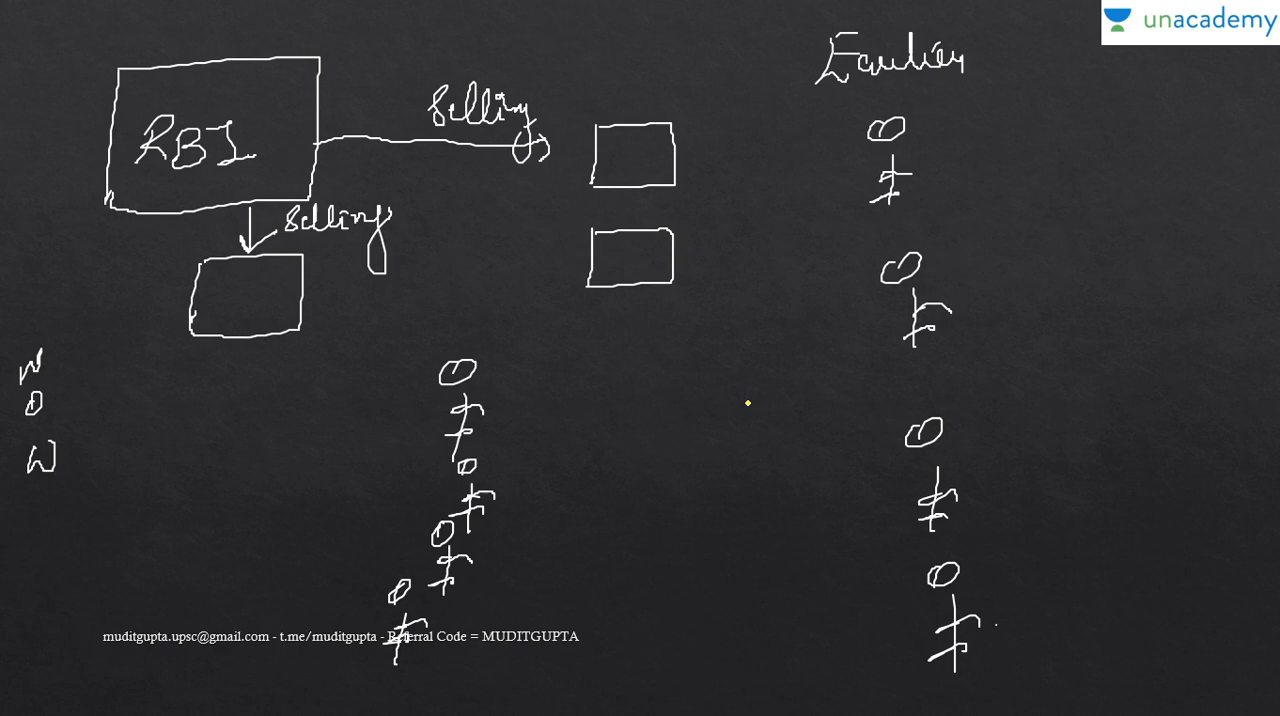 unacademy
Earlier
Selling
RBI
Selling
N
O
W
muditgupta.upsc@gmail.com - t.me/muditgupta - Referral Code = MUDITGUPTA